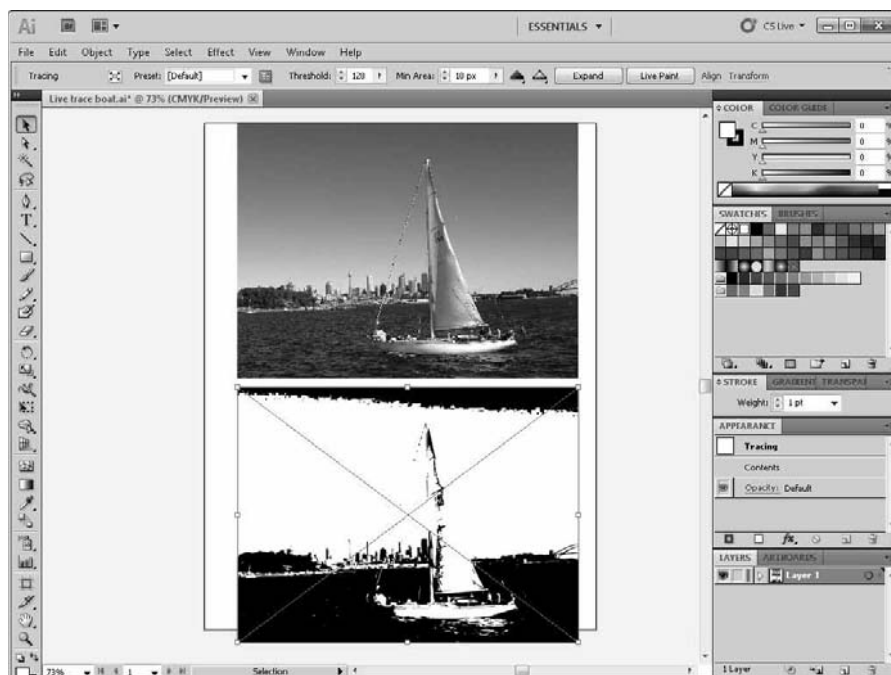 Ai Br ESSENTIALS CS Live
File Edit Object Type Select Effect View Window Help
Tracing Preset: [Default] Threshold: 128 Min Area: 10 px Expand Live Paint Align Transform
Live trace boat.ai* @ 73% (CMYK/Preview)
COLOR COLOR GUIDE
C 0 %
M 0 %
Y 0 %
K 0 %
SWATCHES BRUSHES
STROKE GRADIENT TRANSPAR
Weight: 1 pt
APPEARANCE
Tracing
Contents
Opacity: Default
fx
LAYERS ARTBOARDS
Layer 1
73% 1 Selection 1 Layer